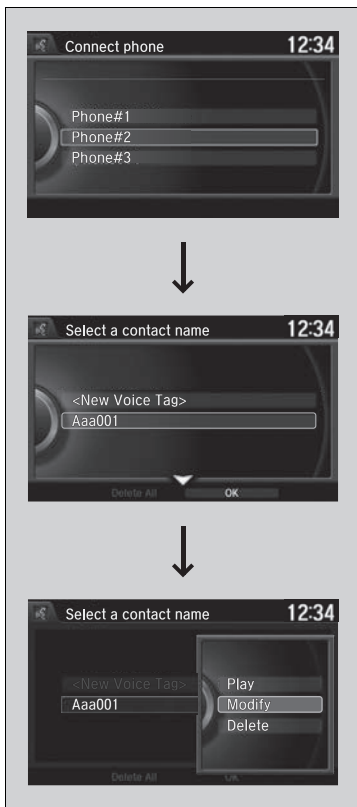 Connect phone 12:34
Phone#1
Phone#2
Phone#3
Select a contact name 12:34
<New Voice Tag>
Aaa001
Delete All OK
Select a contact name 12:34
<New Voice Tag> Play
Aaa001 Modify
Delete
Delete All OK